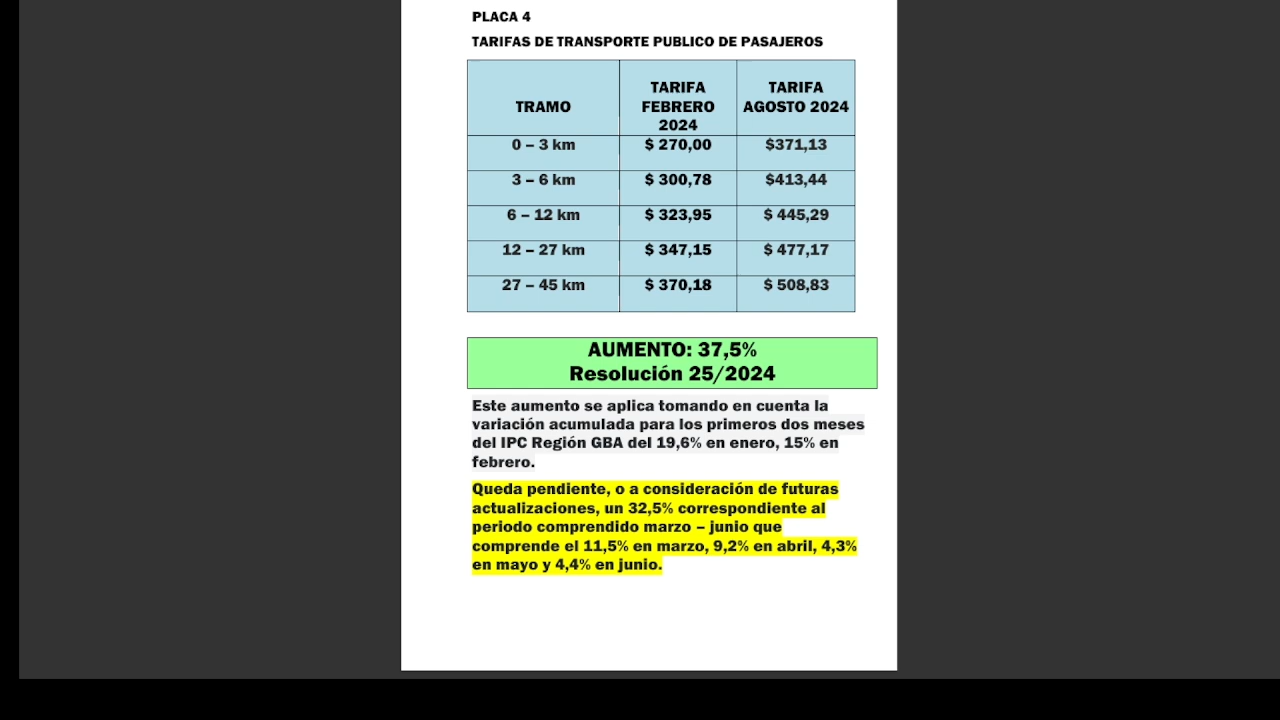 PLACA 4
TARIFAS DE TRANSPORTE PUBLICO DE PASAJEROS
TRAMO TARIFA FEBRERO 2024 TARIFA AGOSTO 2024
0 – 3 km $ 270,00 $371,13
3 – 6 km $ 300,78 $413,44
6 – 12 km $ 323,95 $ 445,29
12 – 27 km $ 347,15 $ 477,17
27 – 45 km $ 370,18 $ 508,83
AUMENTO: 37,5%
Resolución 25/2024
Este aumento se aplica tomando en cuenta la
variación acumulada para los primeros dos meses
del IPC Región GBA del 19,6% en enero, 15% en
febrero.
Queda pendiente, o a consideración de futuras
actualizaciones, un 32,5% correspondiente al
periodo comprendido marzo – junio que
comprende el 11,5% en marzo, 9,2% en abril, 4,3%
en mayo y 4,4% en junio.